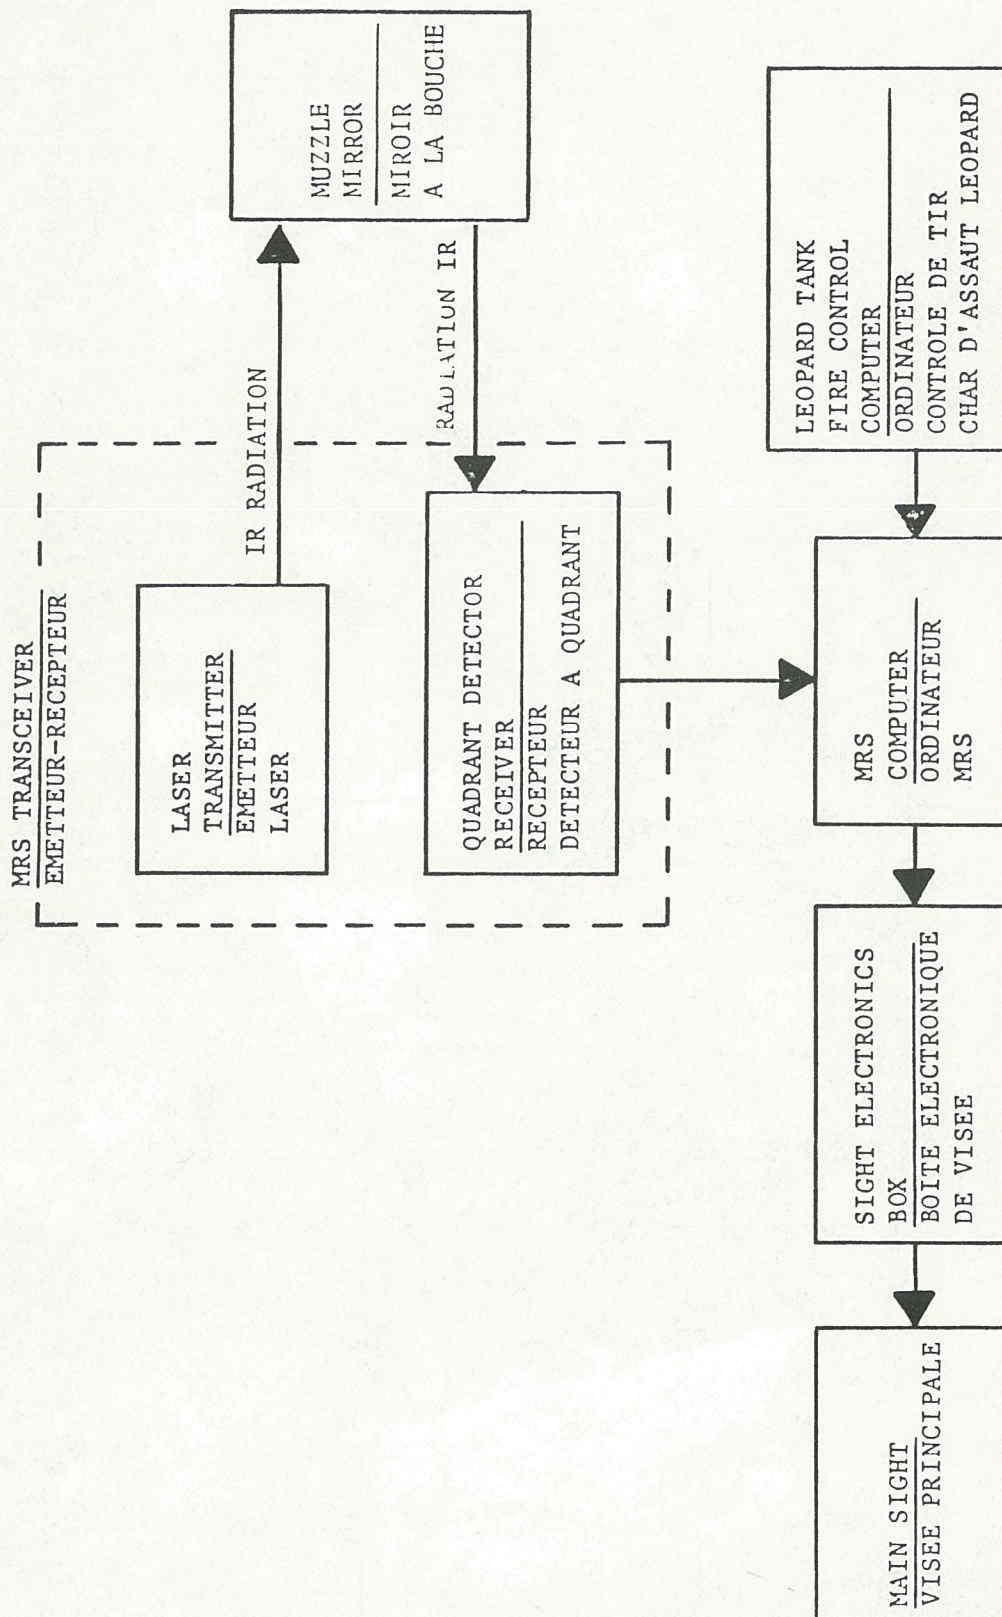 MRS TRANSCEIVER
EMETTEUR-RECEPTEUR
LASER
TRANSMITTER
EMETTEUR
LASER
IR RADIATION
MUZZLE
MIRROR
MIROIR
A LA BOUCHE
RADIATION IR
QUADRANT DETECTOR
RECEIVER
RECEPTEUR
DETECTEUR A QUADRANT
MAIN SIGHT
VISEE PRINCIPALE
SIGHT ELECTRONICS
BOX
BOITE ELECTRONIQUE
DE VISEE
MRS
COMPUTER
ORDINATEUR
MRS
LEOPARD TANK
FIRE CONTROL
COMPUTER
ORDINATEUR
CONTROLE DE TIR
CHAR D'ASSAUT LEOPARD